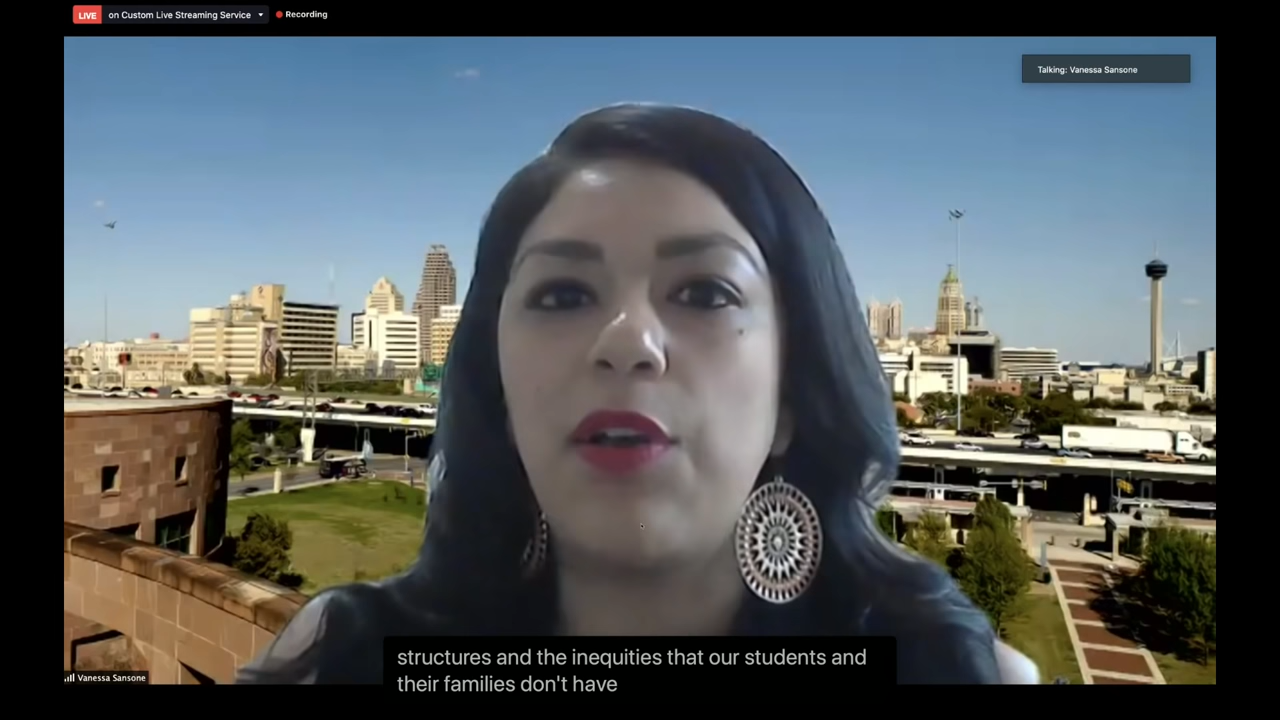 LIVE on Custom Live Streaming Service Recording
Talking: Vanessa Sansone
structures and the inequities that our students and
their families don't have
Vanessa Sansone